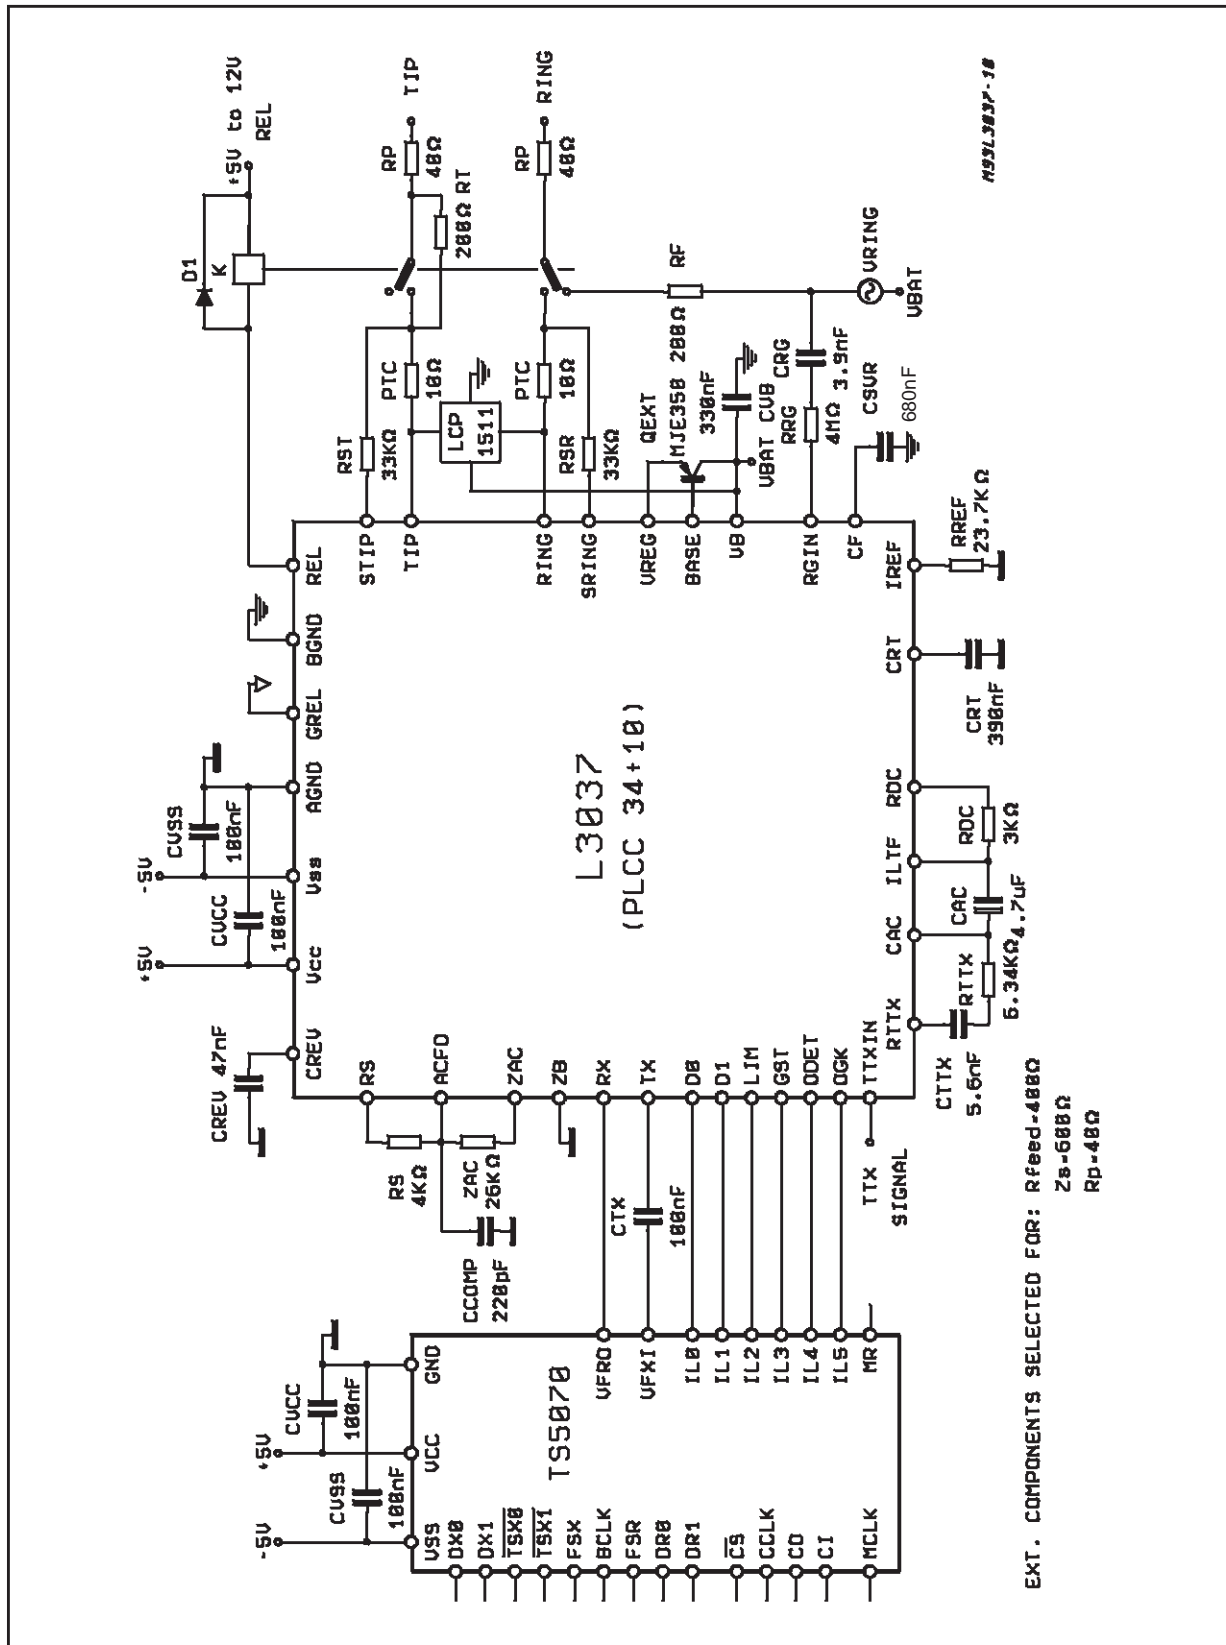 +5V to 12V
REL
D1
K
RP
40Ω
TIP
200Ω RT
RP
40Ω
RING
RST
33KΩ
PTC
10Ω
LCP
1511
PTC
10Ω
RSR
33KΩ
QEXT
MJE350
200Ω
RF
330nF
VBAT
CVB
CRG
3.9nF
RRG
4MΩ
VRING
VBAT
CSVR
680nF
M93L3037-10
REL
BGND
GREL
AGND
Vss
Vcc
CREV
STIP
TIP
RING
SRING
VREG
BASE
VB
RGIN
CF
IREF
CRT
RDC
ILTF
CAC
RTTX
L3037
(PLCC 34+10)
RS
ACFD
ZAC
ZB
RX
TX
D0
D1
LIM
GST
ODET
OGK
TTXIN
-5V
CVSS
100nF
+5V
CVCC
100nF
CREV 47nF
RREF
23.7KΩ
CRT
390nF
RDC
3KΩ
CAC
4.7uF
RTTX
CTTX
5.6nF
RS
4KΩ
ZAC
26KΩ
CCOMP
220pF
CTX
100nF
TTX
SIGNAL
+5V
CVCC
100nF
-5V
CVSS
100nF
GND
VCC
VSS
TS5070
VFRO
VFXI
IL0
IL1
IL2
IL3
IL4
IL5
MR
DX0
DX1
TSX0
TSX1
FSX
BCLK
FSR
DR0
DR1
CS
CCLK
CO
CI
MCLK
EXT. COMPONENTS SELECTED FOR: Rfeed=400Ω
Zs=600Ω
Rp=40Ω